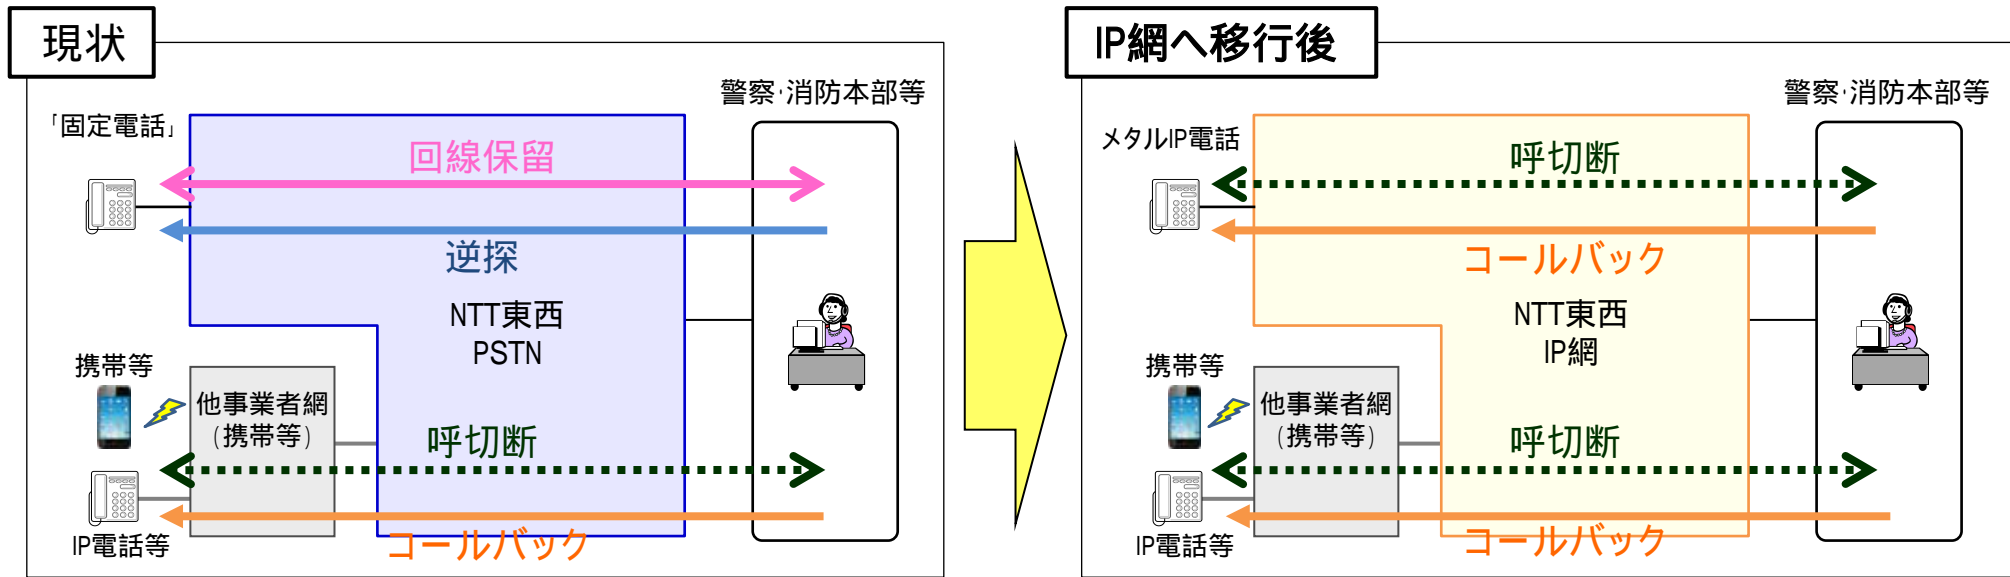 現状
警察・消防本部等
「固定電話」
回線保留
逆探
NTT東西
PSTN
携帯等
他事業者網
(携帯等)
呼切断
IP電話等
コールバック
IP網へ移行後
警察・消防本部等
メタルIP電話
呼切断
コールバック
NTT東西
IP網
携帯等
他事業者網
(携帯等)
呼切断
IP電話等
コールバック